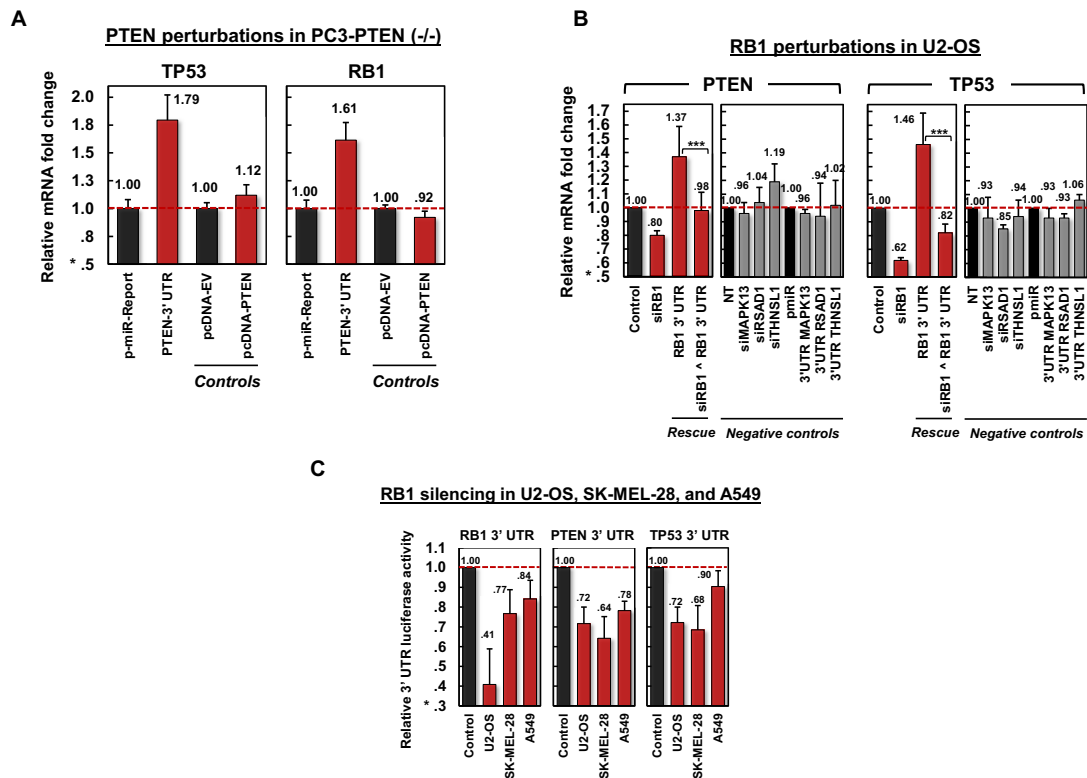 A
PTEN perturbations in PC3-PTEN (-/-)
TP53
RB1
Relative mRNA fold change
2.0
1.8
1.6
1.4
1.2
1.0
.8
* .5
1.00
1.79
1.00
1.12
1.00
1.61
1.00
.92
p-miR-Report
PTEN-3' UTR
pcDNA-EV
pcDNA-PTEN
p-miR-Report
PTEN-3' UTR
pcDNA-EV
pcDNA-PTEN
Controls
Controls
B
RB1 perturbations in U2-OS
PTEN
TP53
Relative mRNA fold change
1.7
1.6
1.4
1.3
1.2
1.1
1.0
.9
.8
.7
.6
* .5
1.00
.80
1.37
***
.98
1.00
.96
1.04
1.19
1.00
.96
.94
1.02
1.00
.62
1.46
***
.82
1.00
.93
.85
.94
1.00
.93
.93
1.06
Control
siRB1
RB1 3' UTR
siRB1 ^ RB1 3' UTR
NT
siMAPK13
siRSAD1
siTHNSL1
pmiR
3'UTR MAPK13
3'UTR RSAD1
3'UTR THNSL1
Control
siRB1
RB1 3' UTR
siRB1 ^ RB1 3' UTR
NT
siMAPK13
siRSAD1
siTHNSL1
pmiR
3'UTR MAPK13
3'UTR RSAD1
3'UTR THNSL1
Rescue
Negative controls
Rescue
Negative controls
C
RB1 silencing in U2-OS, SK-MEL-28, and A549
RB1 3' UTR
PTEN 3' UTR
TP53 3' UTR
Relative 3' UTR luciferase activity
1.1
1.0
.9
.8
.7
.6
.5
.4
* .3
1.00
.41
.77
.84
1.00
.72
.64
.78
1.00
.72
.68
.90
Control
U2-OS
SK-MEL-28
A549
Control
U2-OS
SK-MEL-28
A549
Control
U2-OS
SK-MEL-28
A549